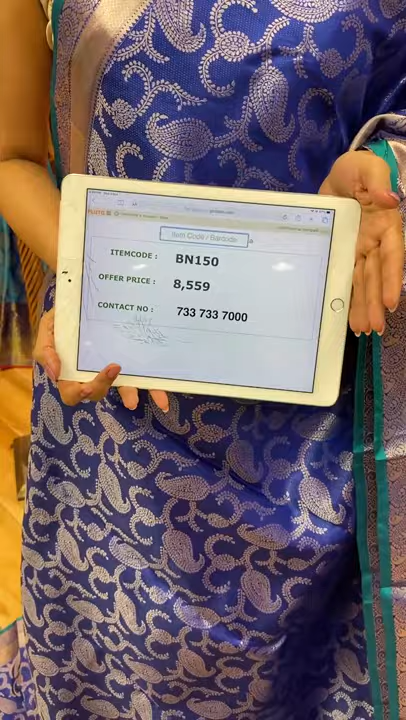 Item Code / Barcode
ITEMCODE : BN150
OFFER PRICE : 8,559
CONTACT NO : 733 733 7000